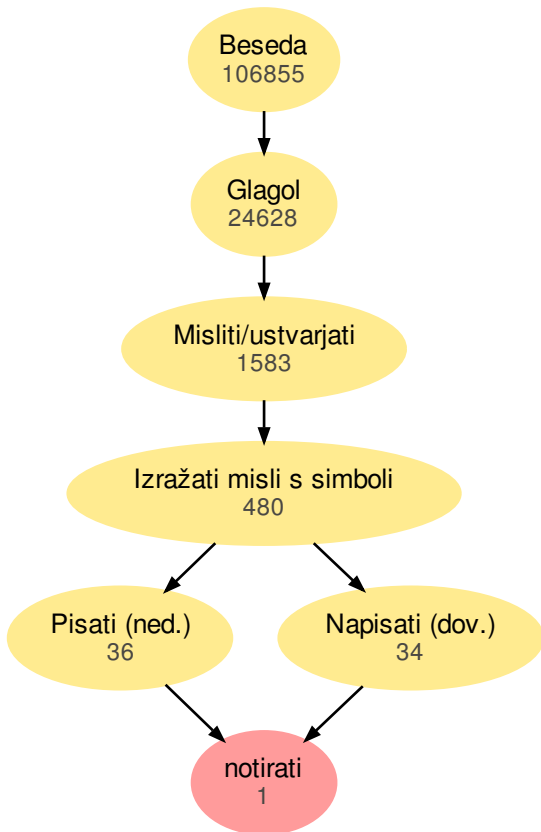 Beseda
106855
Glagol
24628
Misliti/ustvarjati
1583
Izražati misli s simboli
480
Pisati (ned.)
36
Napisati (dov.)
34
notirati
1